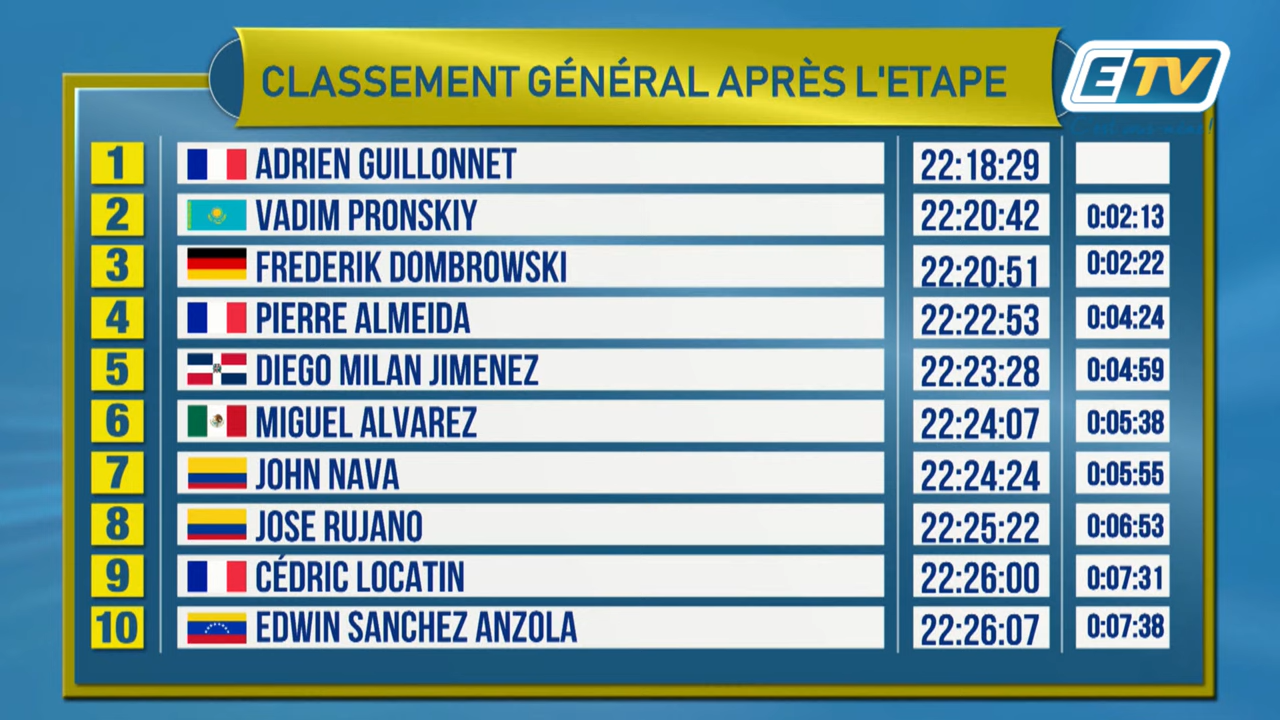 CLASSEMENT GÉNÉRAL APRÈS L'ETAPE
ETV
1 ADRIEN GUILLONNET 22:18:29
2 VADIM PRONSKIY 22:20:42 0:02:13
3 FREDERIK DOMBROWSKI 22:20:51 0:02:22
4 PIERRE ALMEIDA 22:22:53 0:04:24
5 DIEGO MILAN JIMENEZ 22:23:28 0:04:59
6 MIGUEL ALVAREZ 22:24:07 0:05:38
7 JOHN NAVA 22:24:24 0:05:55
8 JOSE RUJANO 22:25:22 0:06:53
9 CÉDRIC LOCATIN 22:26:00 0:07:31
10 EDWIN SANCHEZ ANZOLA 22:26:07 0:07:38